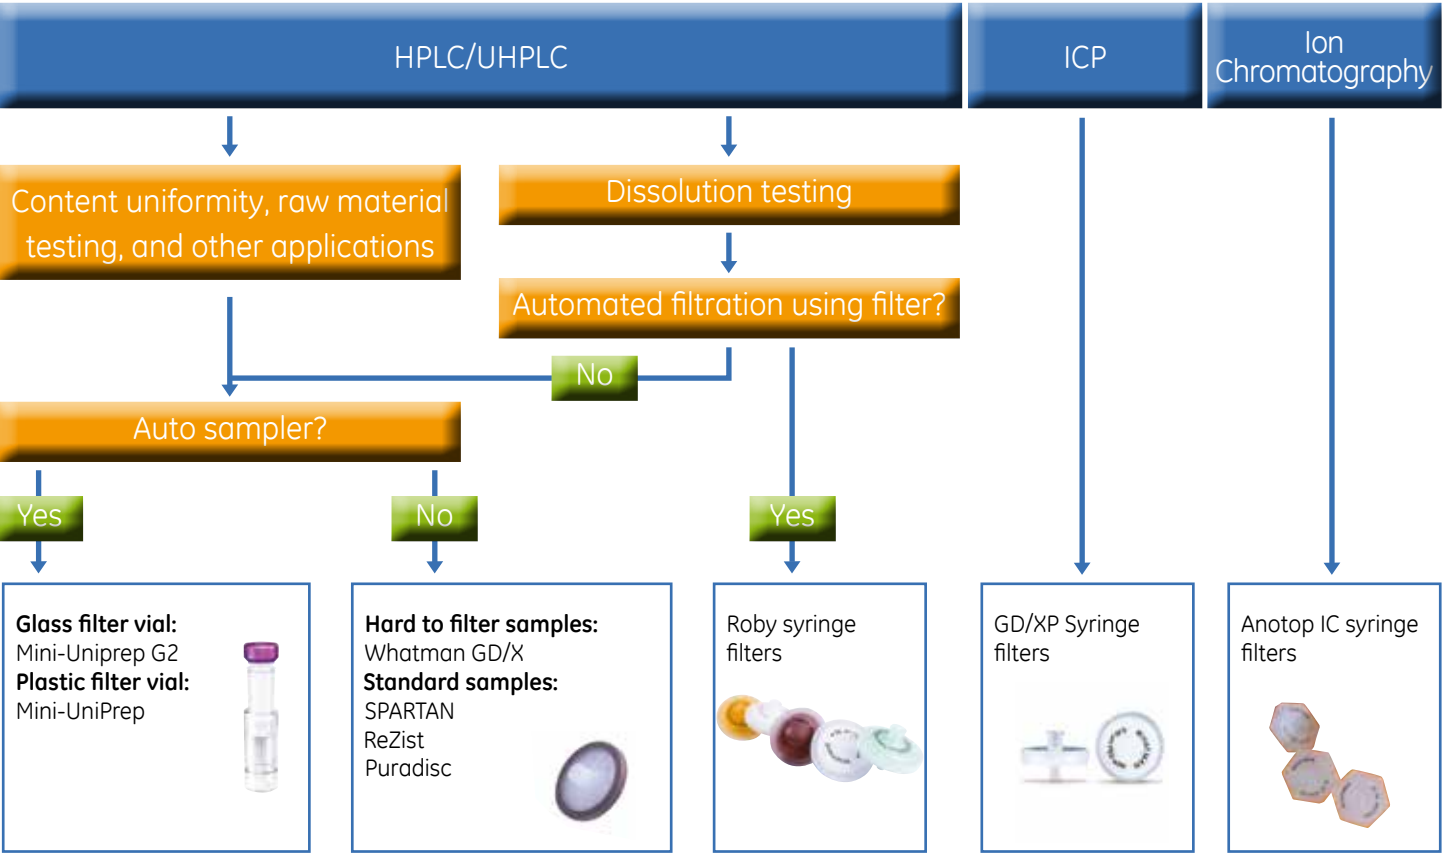 HPLC/UHPLC
ICP
Ion
Chromatography
Content uniformity, raw material
testing, and other applications
Dissolution testing
Automated filtration using filter?
No
Auto sampler?
Yes
No
Yes
Glass filter vial:
Mini-Uniprep G2
Plastic filter vial:
Mini-UniPrep
Hard to filter samples:
Whatman GD/X
Standard samples:
SPARTAN
ReZist
Puradisc
Roby syringe
filters
GD/XP Syringe
filters
Anotop IC syringe
filters